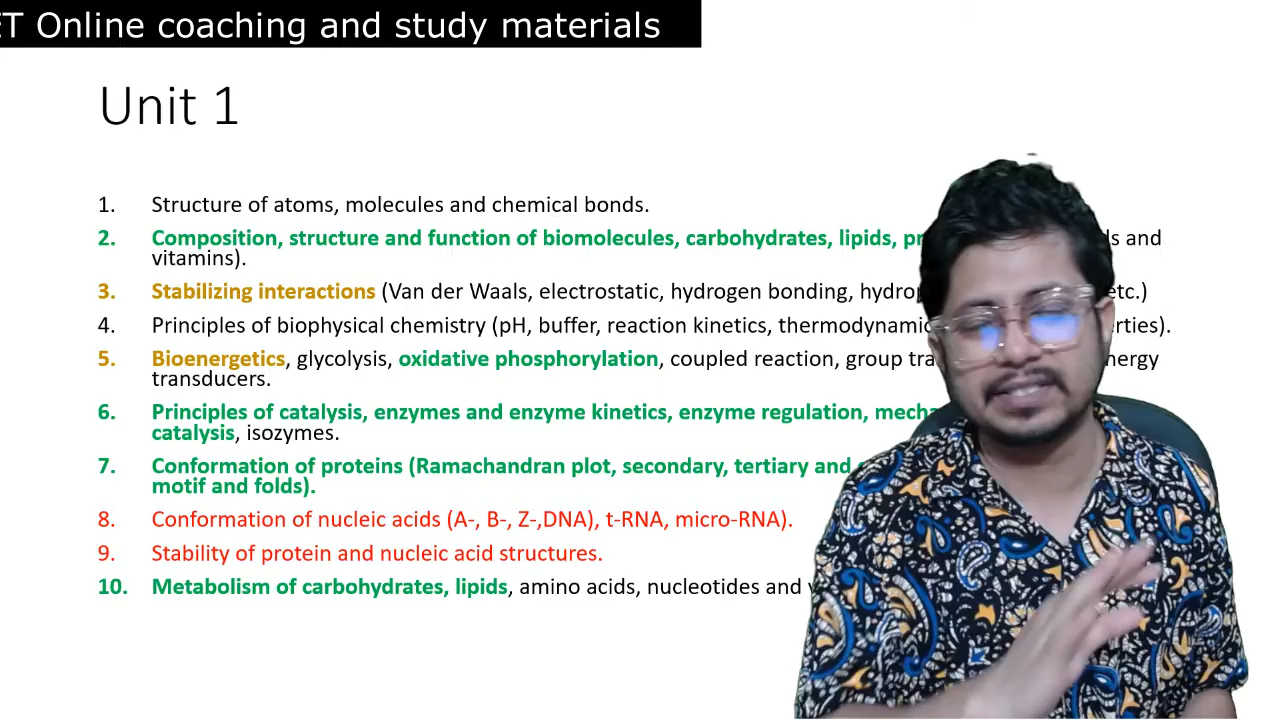 ET Online coaching and study materials
Unit 1
1. Structure of atoms, molecules and chemical bonds.
2. Composition, structure and function of biomolecules, carbohydrates, lipids, and
vitamins).
3. Stabilizing interactions (Van der Waals, electrostatic, hydrogen bonding, etc.)
4. Principles of biophysical chemistry (pH, buffer, reaction kinetics,
5. Bioenergetics, glycolysis, oxidative phosphorylation, coupled reaction, group
transducers.
6. Principles of catalysis, enzymes and enzyme kinetics, enzyme regulation,
catalysis, isozymes.
7. Conformation of proteins (Ramachandran plot, secondary, tertiary and
motif and folds).
8. Conformation of nucleic acids (A-, B-, Z-,DNA), t-RNA, micro-RNA).
9. Stability of protein and nucleic acid structures.
10. Metabolism of carbohydrates, lipids, amino acids, nucleotides and